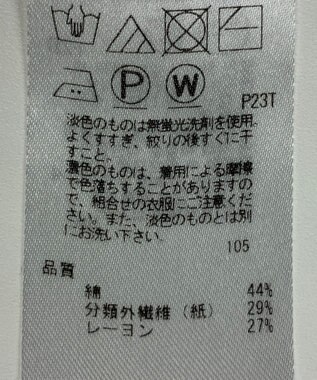 P W
P23T
淡色のものは無蛍光洗剤を使用。
よくすすぎ、絞りの後すぐに干
すこと。
濃色のものは、着用による摩擦
で色落ちすることがありますの
で、組合せの衣服にご注意くだ
さい。また、淡色のものとは別
にお洗い下さい。
105
品質
綿 44%
分類外繊維（紙） 29%
レーヨン 27%